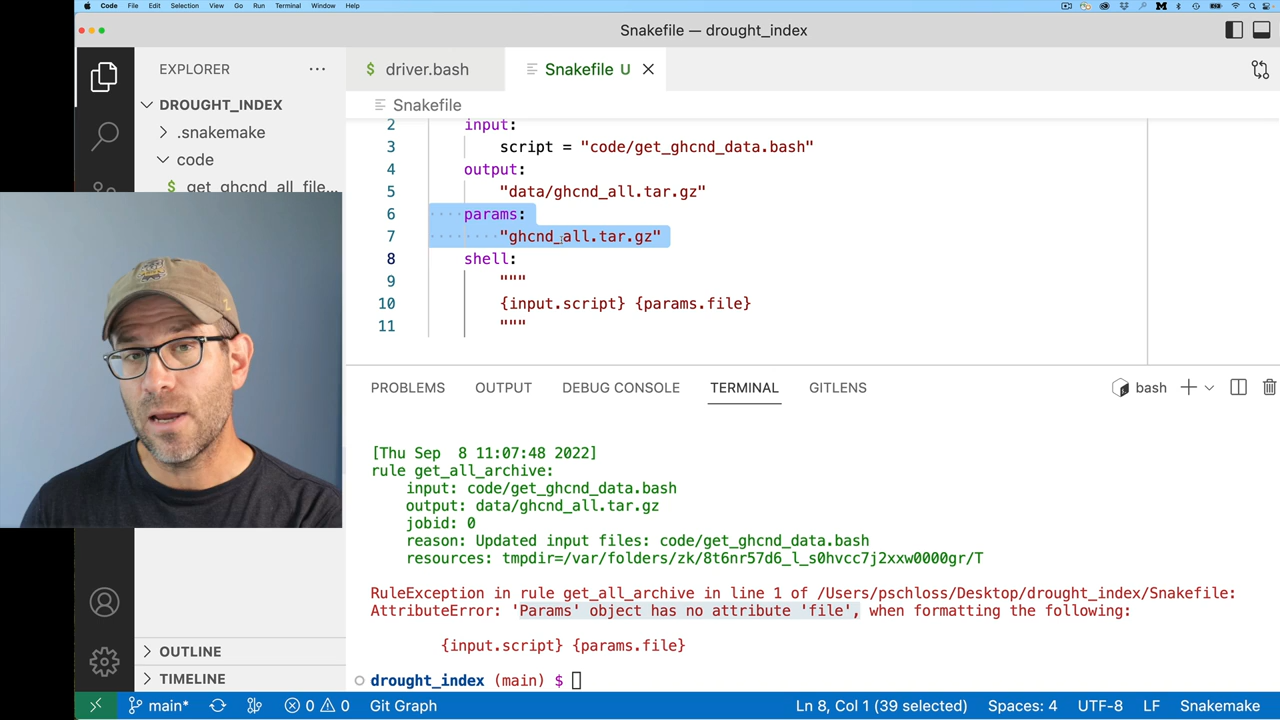 Code File Edit Selection View Go Run Terminal Window Help
Snakefile — drought_index
EXPLORER ···
$ driver.bash
Snakefile U
DROUGHT_INDEX
Snakefile
.snakemake
code
$ get_ghcnd_all_file...
2 input:
3 script = "code/get_ghcnd_data.bash"
4 output:
5 "data/ghcnd_all.tar.gz"
6 params:
7 "ghcnd_all.tar.gz"
8 shell:
9 """
10 {input.script} {params.file}
11 """
PROBLEMS OUTPUT DEBUG CONSOLE TERMINAL GITLENS bash
[Thu Sep 8 11:07:48 2022]
rule get_all_archive:
input: code/get_ghcnd_data.bash
output: data/ghcnd_all.tar.gz
jobid: 0
reason: Updated input files: code/get_ghcnd_data.bash
resources: tmpdir=/var/folders/zk/8t6nr57d6_l_s0hvcc7j2xxw0000gr/T
RuleException in rule get_all_archive in line 1 of /Users/pschloss/Desktop/drought_index/Snakefile:
AttributeError: 'Params' object has no attribute 'file', when formatting the following:
{input.script} {params.file}
drought_index (main) $
OUTLINE
TIMELINE
main* 0 0 Git Graph Ln 8, Col 1 (39 selected) Spaces: 4 UTF-8 LF Snakemake